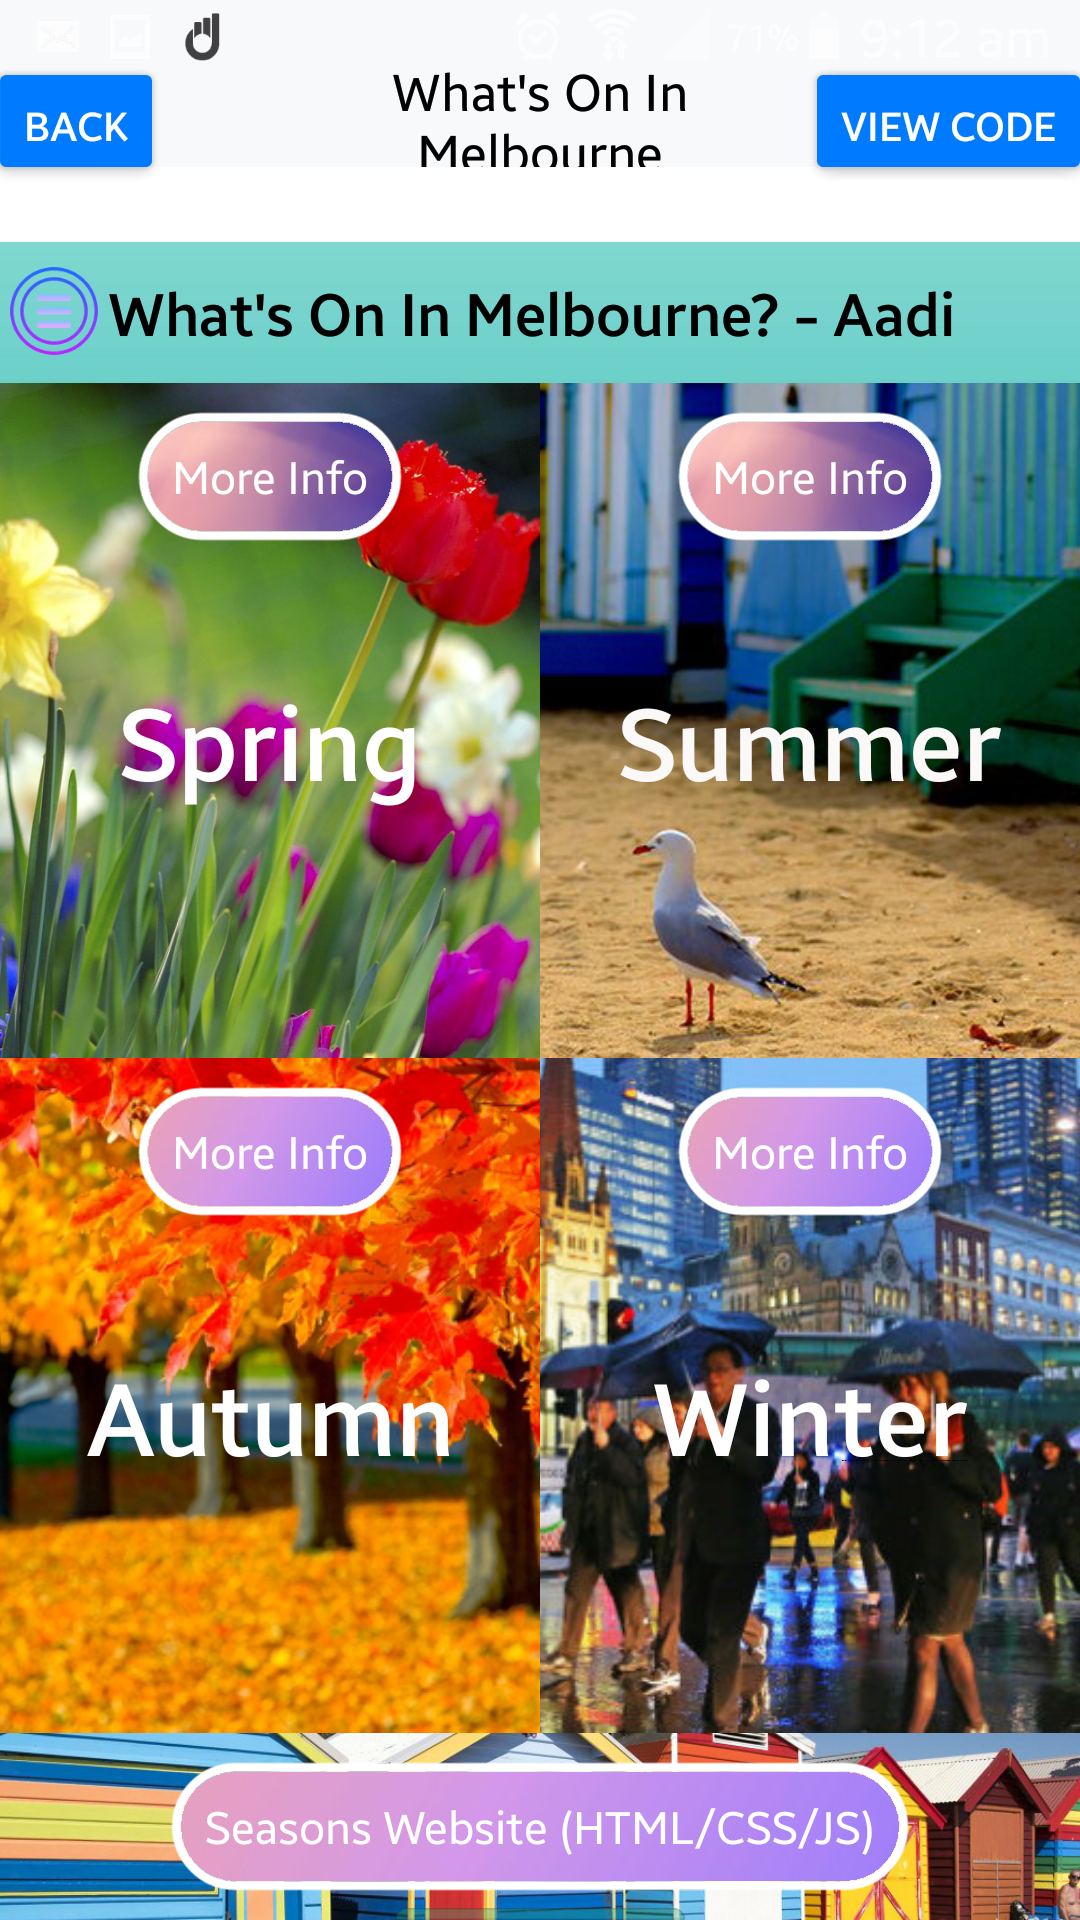 71% 9:12 am
BACK
What's On In
Melbourne
VIEW CODE
What's On In Melbourne? - Aadi
More Info
More Info
Spring
Summer
More Info
More Info
Autumn
Winter
Seasons Website (HTML/CSS/JS)